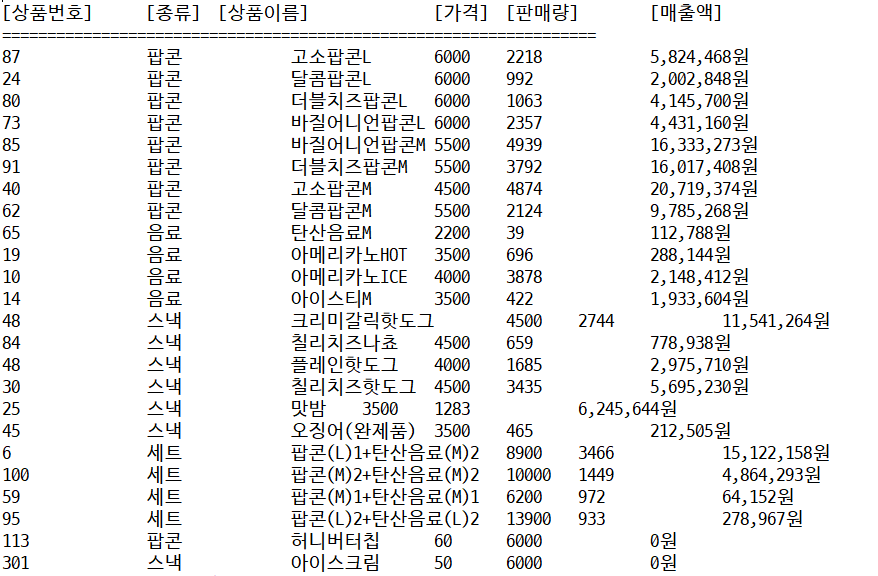 [상품번호] [종류] [상품이름] [가격] [판매량] [매출액]
==================================================================
87 팝콘 고소팝콘L 6000 2218 5,824,468원
24 팝콘 달콤팝콘L 6000 992 2,002,848원
80 팝콘 더블치즈팝콘L 6000 1063 4,145,700원
73 팝콘 바질어니언팝콘L 6000 2357 4,431,160원
85 팝콘 바질어니언팝콘M 5500 4939 16,333,273원
91 팝콘 더블치즈팝콘M 5500 3792 16,017,408원
40 팝콘 고소팝콘M 4500 4874 20,719,374원
62 팝콘 달콤팝콘M 5500 2124 9,785,268원
65 음료 탄산음료M 2200 39 112,788원
19 음료 아메리카노HOT 3500 696 288,144원
10 음료 아메리카노ICE 4000 3878 2,148,412원
14 음료 아이스티M 3500 422 1,933,604원
48 스낵 크리미갈릭핫도그 4500 2744 11,541,264원
84 스낵 칠리치즈나쵸 4500 659 778,938원
48 스낵 플레인핫도그 4000 1685 2,975,710원
30 스낵 칠리치즈핫도그 4500 3435 5,695,230원
25 스낵 맛밤 3500 1283 6,245,644원
45 스낵 오징어(완제품) 3500 465 212,505원
6 세트 팝콘(L)1+탄산음료(M)2 8900 3466 15,122,158원
100 세트 팝콘(M)2+탄산음료(M)2 10000 1449 4,864,293원
59 세트 팝콘(M)1+탄산음료(M)1 6200 972 64,152원
95 세트 팝콘(L)2+탄산음료(L)2 13900 933 278,967원
113 팝콘 허니버터칩 60 6000 0원
301 스낵 아이스크림 50 6000 0원